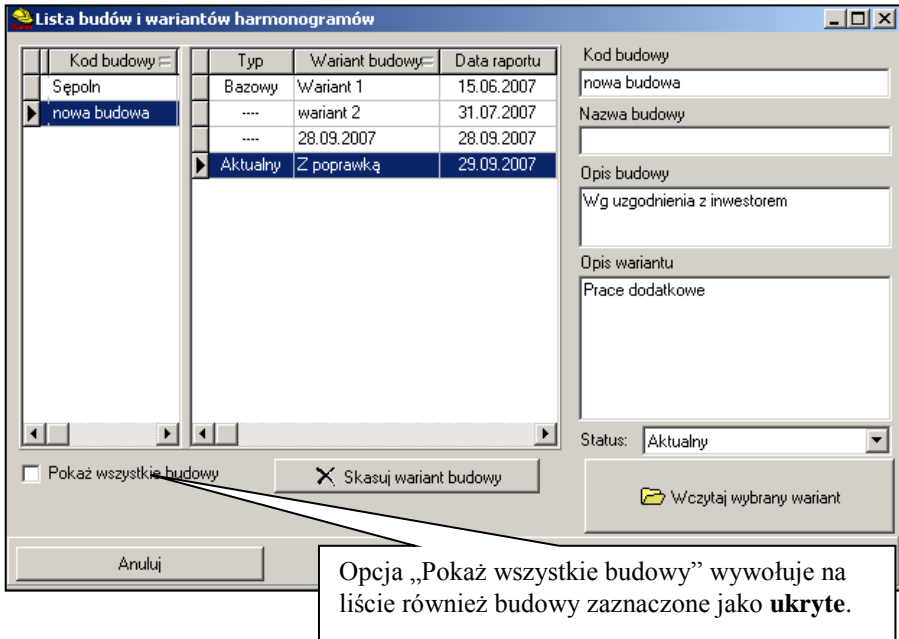 Lista budów i wariantów harmonogramów
Kod budowy
Sępoln
nowa budowa
Typ Wariant budowy Data raportu
Bazowy Wariant 1 15.06.2007
---- wariant 2 31.07.2007
---- 28.09.2007 28.09.2007
Aktualny Z poprawką 29.09.2007
Kod budowy
nowa budowa
Nazwa budowy
Opis budowy
Wg uzgodnienia z inwestorem
Opis wariantu
Prace dodatkowe
Status: Aktualny
Pokaż wszystkie budowy
Skasuj wariant budowy
Wczytaj wybrany wariant
Anuluj
Opcja „Pokaż wszystkie budowy” wywołuje na
liście również budowy zaznaczone jako ukryte.